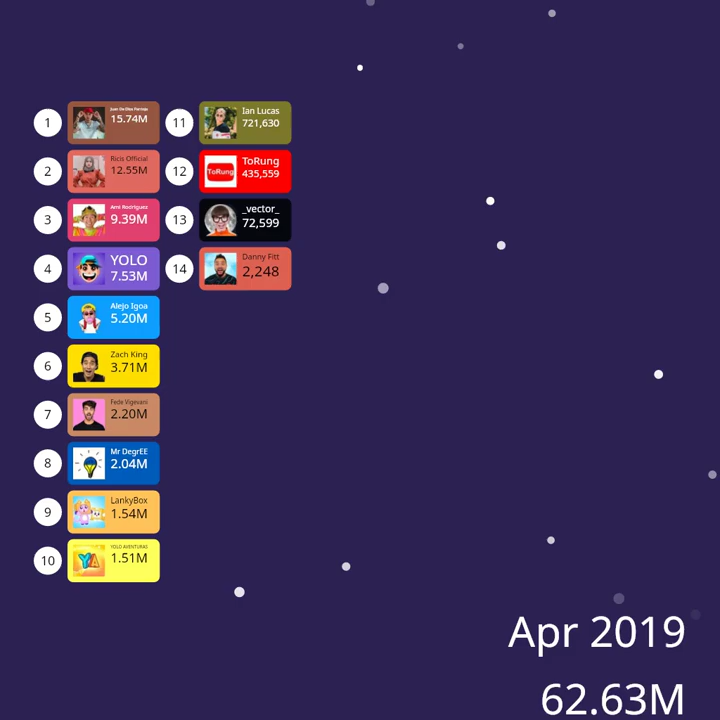 1
Juan De Dios Pantoja
15.74M
2
Ricis Official
12.55M
3
Ami Rodriguez
9.39M
4
YOLO
7.53M
5
Alejo Igoa
5.20M
6
Zach King
3.71M
7
Fede Vigevani
2.20M
8
Mr DegrEE
2.04M
9
LankyBox
1.54M
10
YA
YOLO AVENTURAS
1.51M
11
Ian Lucas
721,630
12
ToRung
ToRung
435,559
13
_vector_
72,599
14
Danny Fitt
2,248
Apr 2019
62.63M